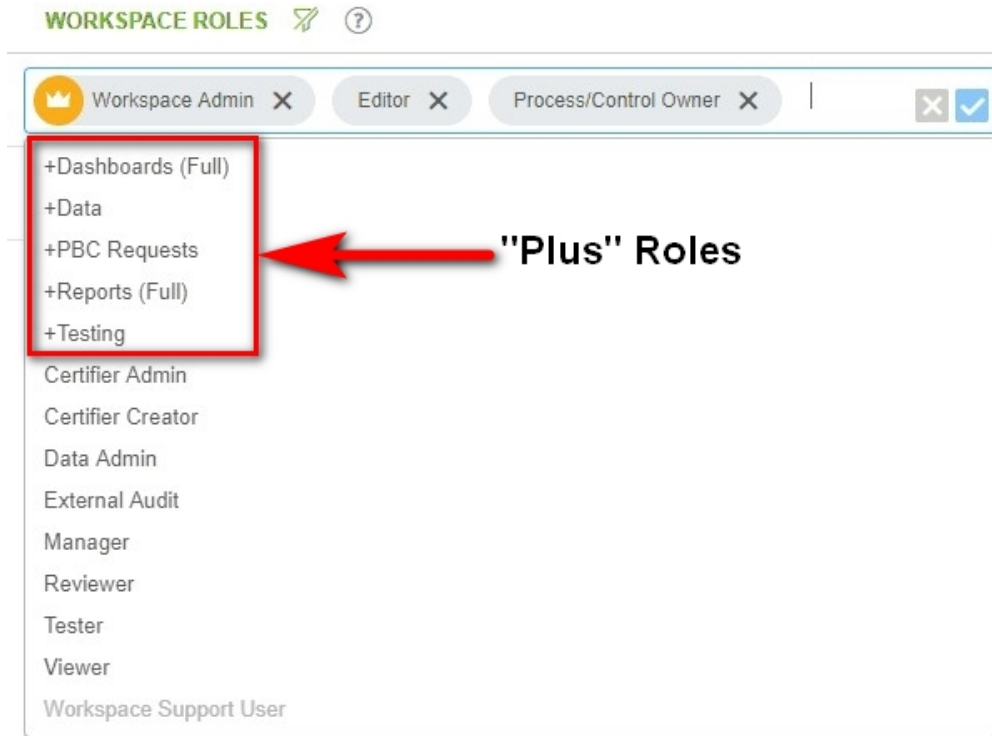 WORKSPACE ROLES ?
Workspace Admin Editor Process/Control Owner
+Dashboards (Full)
+Data
+PBC Requests
"Plus" Roles
+Reports (Full)
+Testing
Certifier Admin
Certifier Creator
Data Admin
External Audit
Manager
Reviewer
Tester
Viewer
Workspace Support User